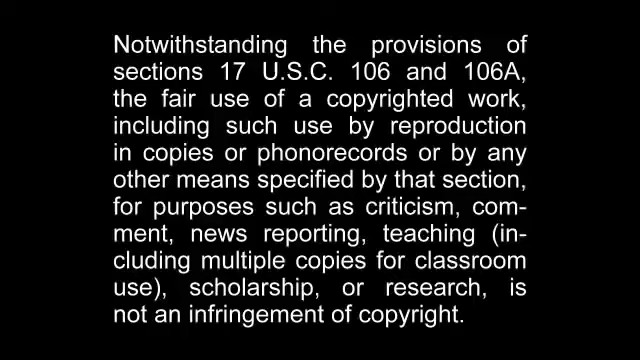 Notwithstanding the provisions of
sections 17 U.S.C. 106 and 106A,
the fair use of a copyrighted work,
including such use by reproduction
in copies or phonorecords or by any
other means specified by that section,
for purposes such as criticism, com-
ment, news reporting, teaching (in-
cluding multiple copies for classroom
use), scholarship, or research, is
not an infringement of copyright.